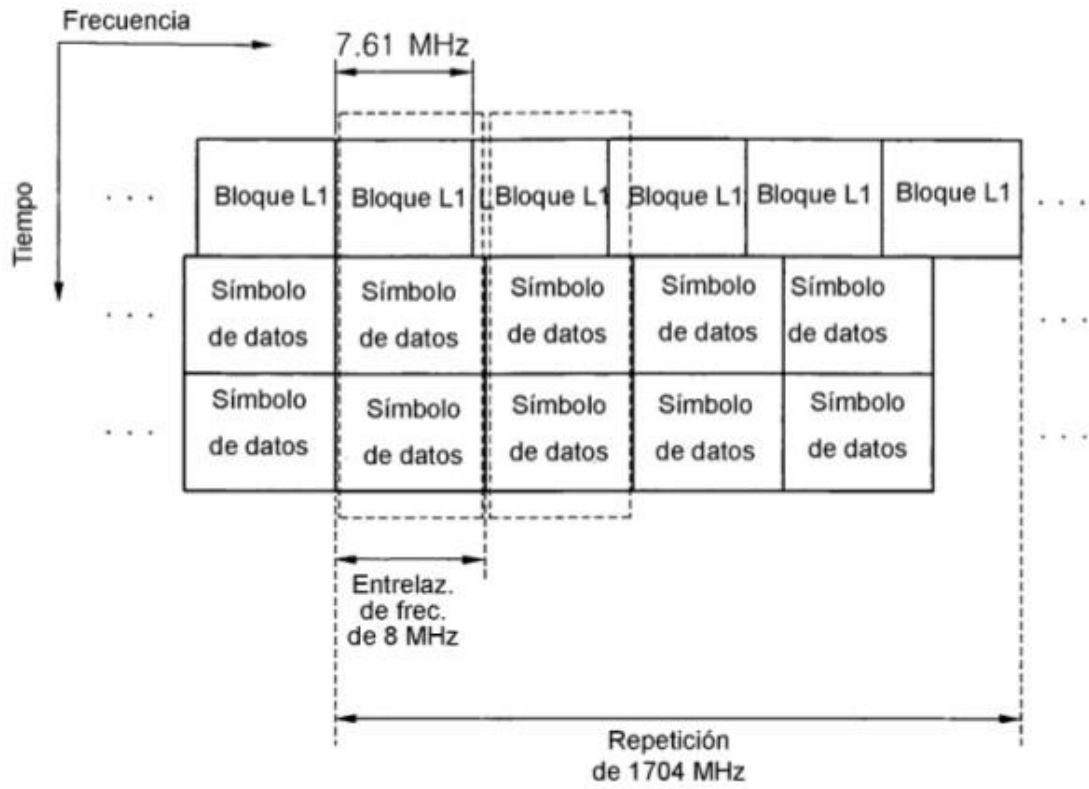 Frecuencia
7.61 MHz
Tiempo
. . . Bloque L1 Bloque L1 Bloque L1 Bloque L1 Bloque L1 Bloque L1 . . .
. . . Símbolo Símbolo Símbolo Símbolo Símbolo . . .
de datos de datos de datos de datos de datos
. . . Símbolo Símbolo Símbolo Símbolo Símbolo . . .
de datos de datos de datos de datos de datos
Entrelaz.
de frec.
de 8 MHz
Repetición
de 1704 MHz